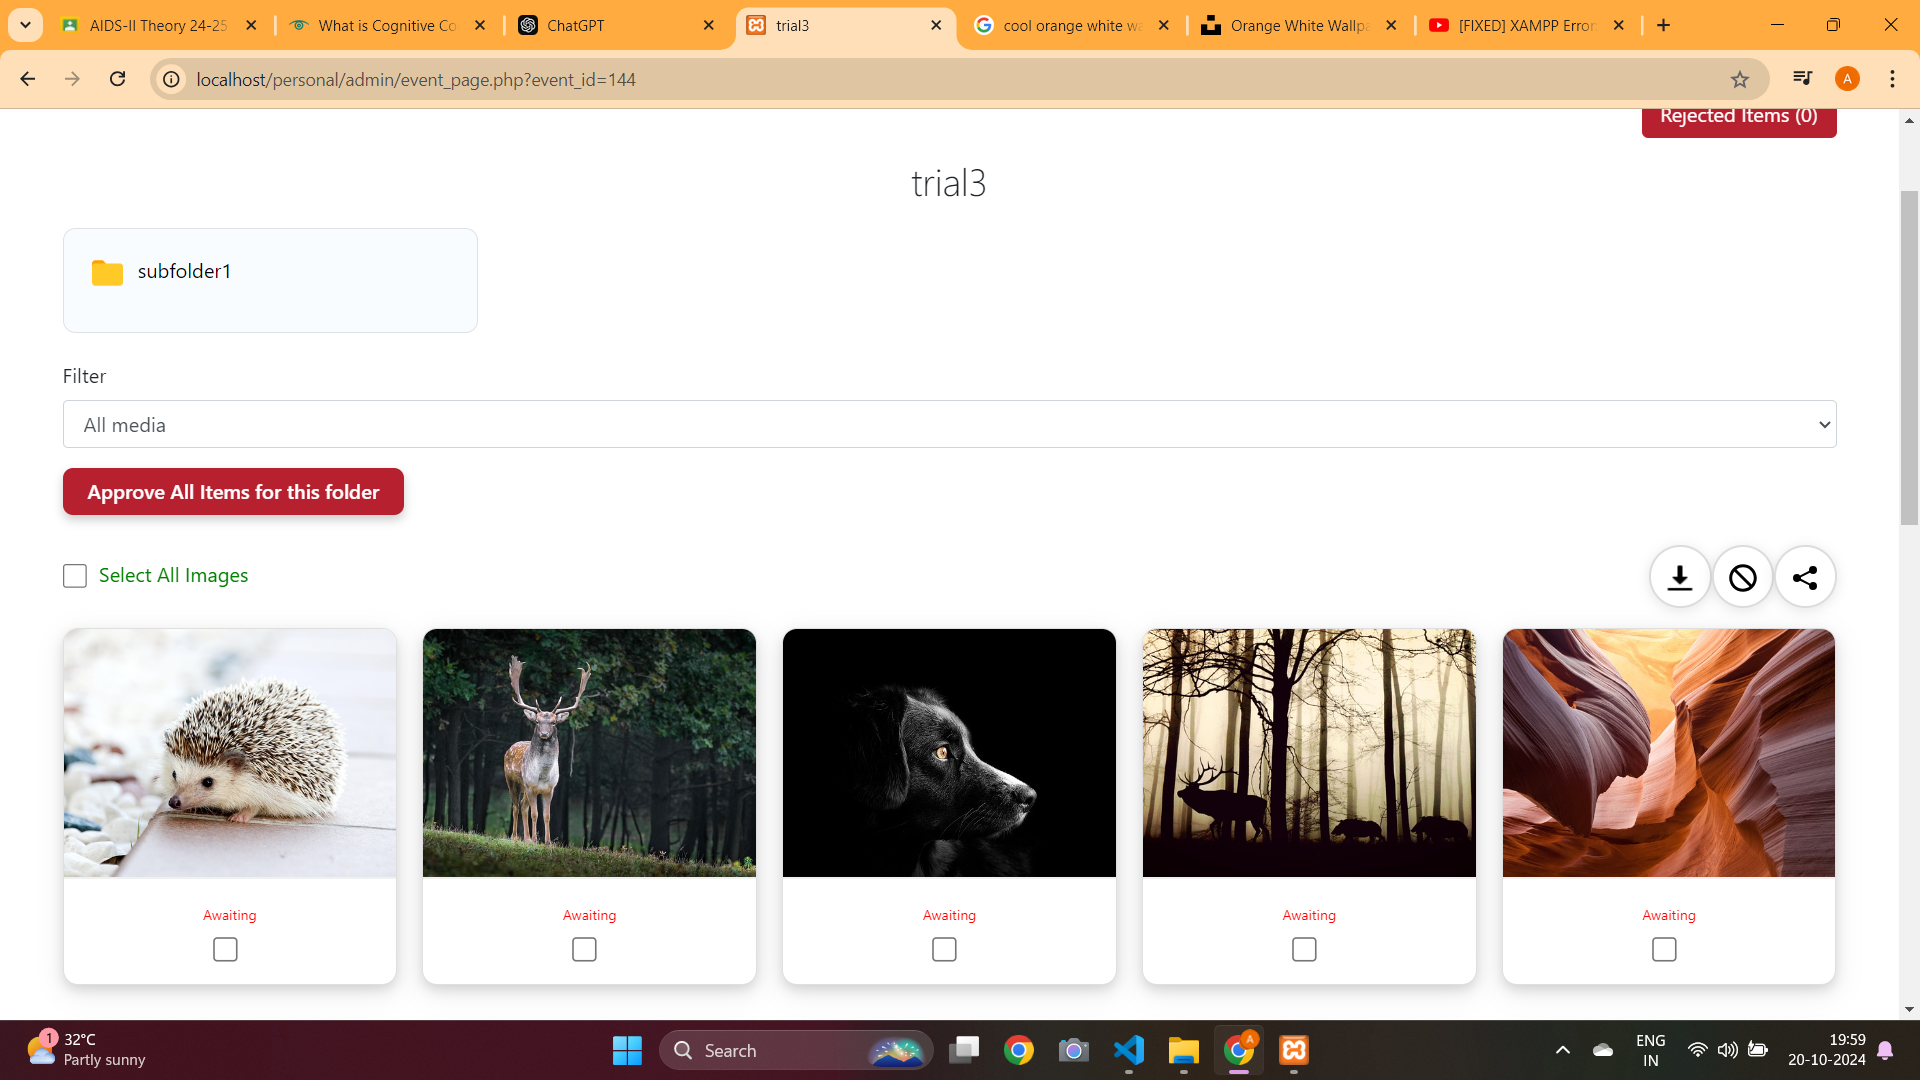 AIDS-II Theory 24-25
What is Cognitive Co
ChatGPT
trial3
cool orange white wa
Orange White Wallpa
[FIXED] XAMPP Error:
localhost/personal/admin/event_page.php?event_id=144
A
Rejected Items (0)
trial3
subfolder1
Filter
All media
Approve All Items for this folder
Select All Images
Awaiting
Awaiting
Awaiting
Awaiting
Awaiting
1
32°C
Partly sunny
Search
A
ENG
IN
19:59
20-10-2024